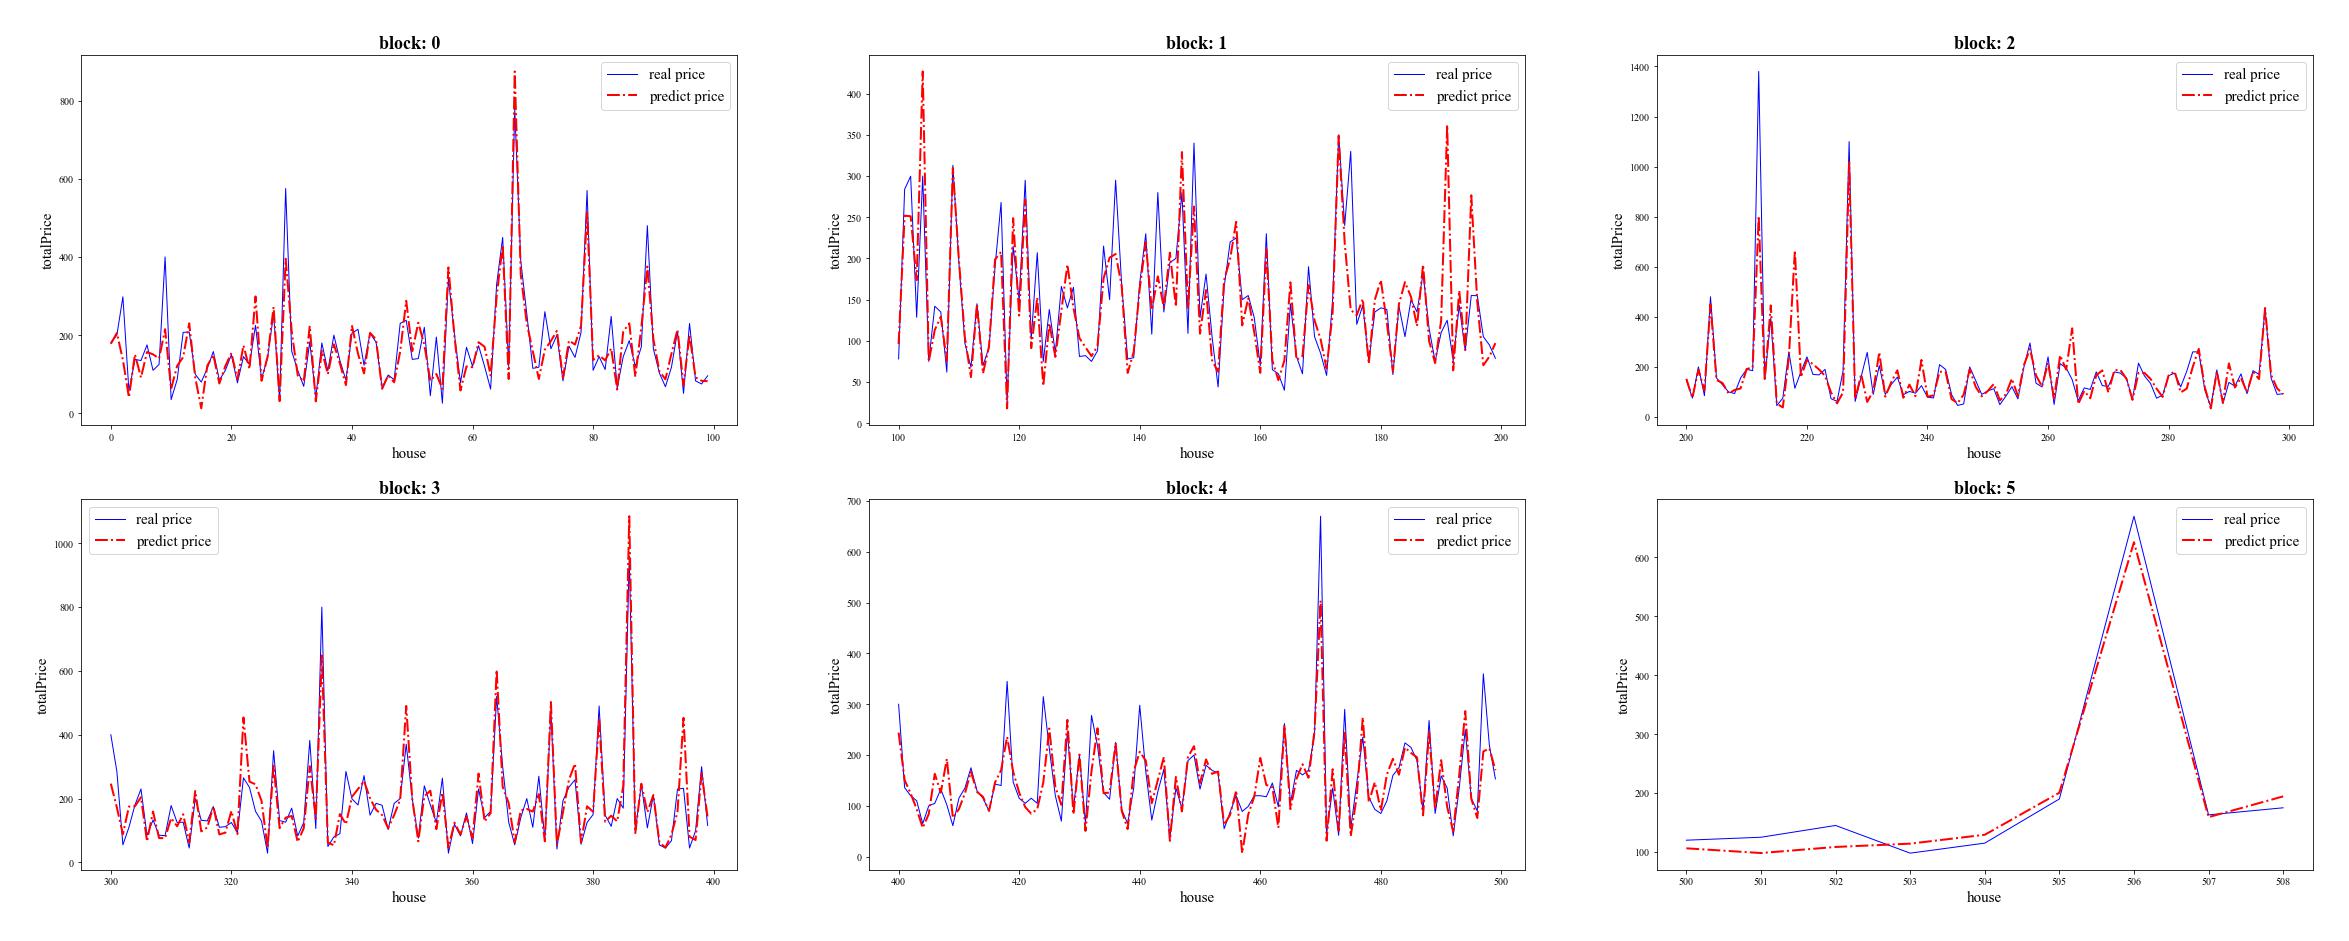 block: 0
real price
predict price
800
600
400
200
0
totalPrice
0 20 40 60 80 100
house
block: 1
real price
predict price
400
350
300
250
200
150
100
50
0
totalPrice
100 120 140 160 180 200
house
block: 2
real price
predict price
1400
1200
1000
800
600
400
200
0
totalPrice
200 220 240 260 280 300
house
block: 3
real price
predict price
1000
800
600
400
200
0
totalPrice
300 320 340 360 380 400
house
block: 4
real price
predict price
700
600
500
400
300
200
100
0
totalPrice
400 420 440 460 480 500
house
block: 5
real price
predict price
600
500
400
300
200
100
totalPrice
500 501 502 503 504 505 506 507 508
house